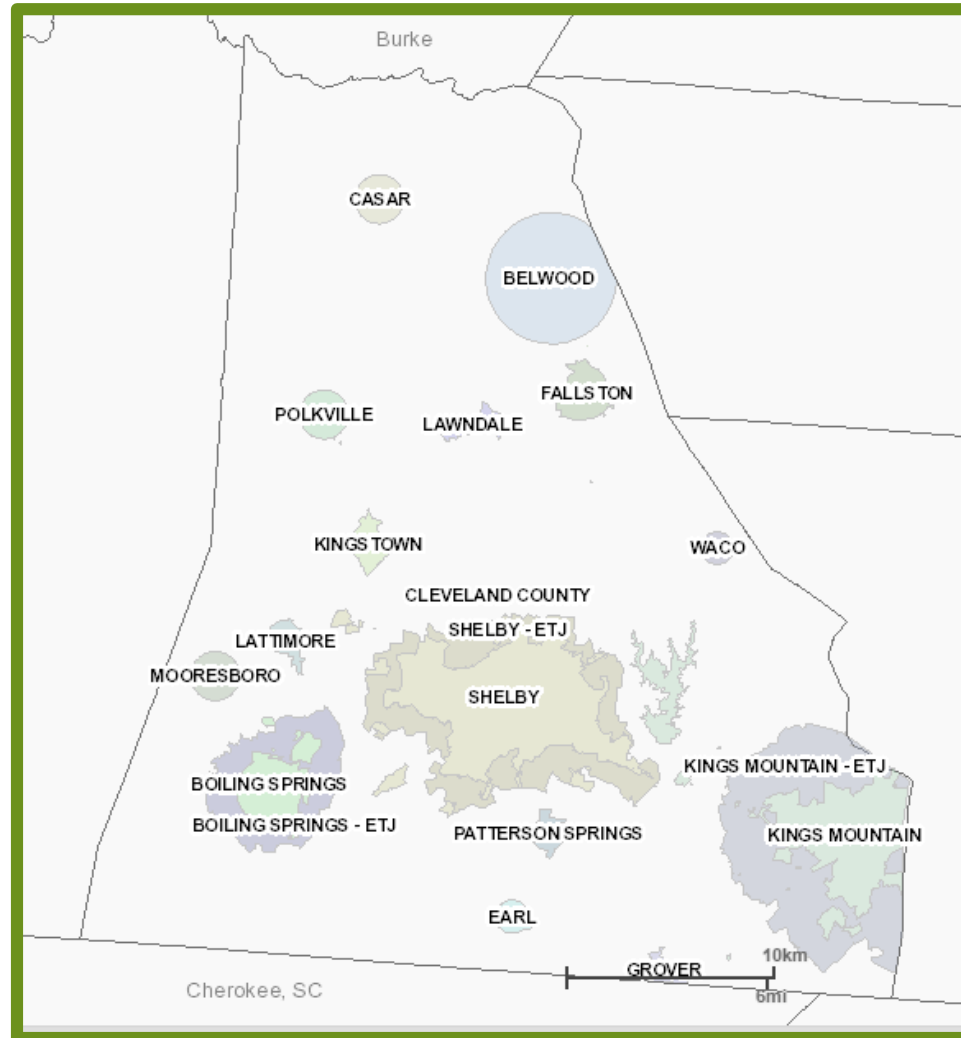 Burke
CASAR
BELWOOD
FALLSTON
POLKVILLE
LAWNDALE
KINGSTOWN
WACO
CLEVELAND COUNTY
SHELBY - ETJ
LATTIMORE
MOORESBORO
SHELBY
KINGS MOUNTAIN - ETJ
BOILING SPRINGS
BOILING SPRINGS - ETJ
PATTERSON SPRINGS
KINGS MOUNTAIN
EARL
10km
GROVER
6mi
Cherokee, SC